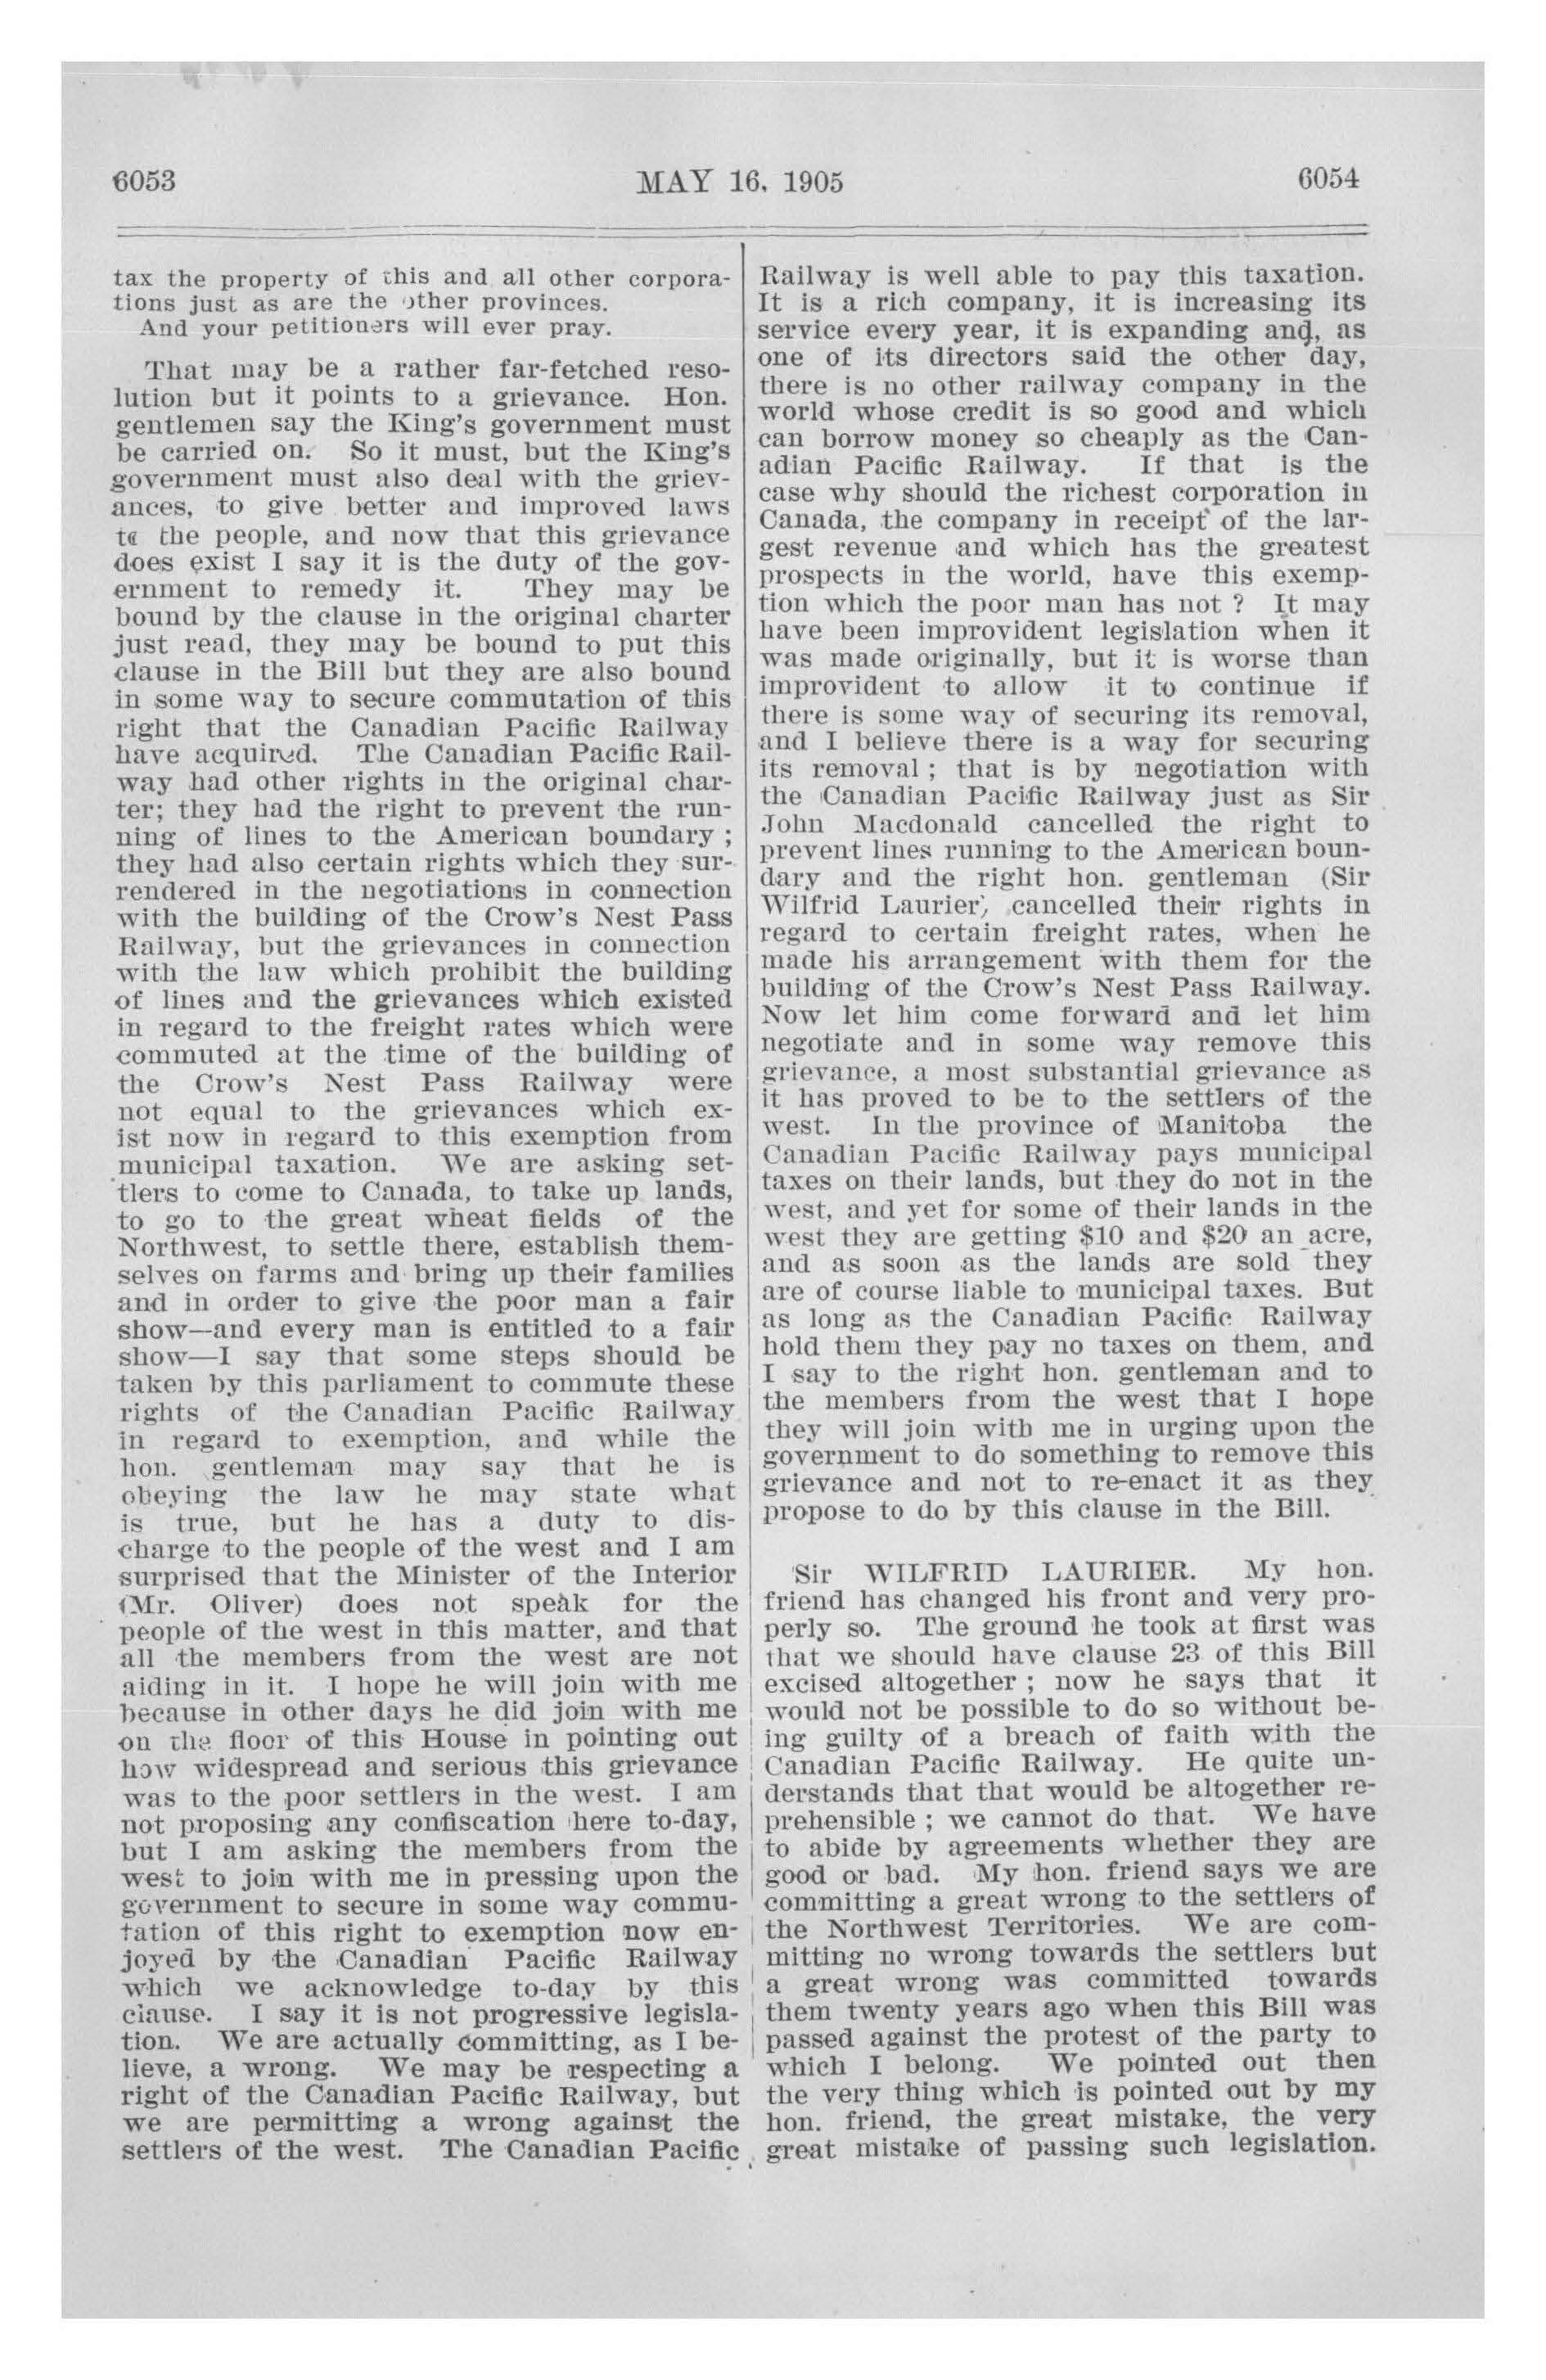 6053
MAY 16, 1905
6054
tax the property of this and all other corpora-
tions just as are the other provinces.
And your petitioners will ever pray.
That may be a rather far-fetched reso-
lution but it points to a grievance. Hon.
gentlemen say the King's government must
be carried on. So it must, but the King's
government must also deal with the griev-
ances, to give better and improved laws
to the people, and now that this grievance
does exist I say it is the duty of the gov-
ernment to remedy it. They may be
bound by the clause in the original charter
just read, they may be bound to put this
clause in the Bill but they are also bound
in some way to secure commutation of this
right that the Canadian Pacific Railway
have acquired. The Canadian Pacific Rail-
way had other rights in the original char-
ter; they had the right to prevent the run-
ning of lines to the American boundary ;
they had also certain rights which they sur-
rendered in the negotiations in connection
with the building of the Crow's Nest Pass
Railway, but the grievances in connection
with the law which prohibit the building
of lines and the grievances which existed
in regard to the freight rates which were
commuted at the time of the building of
the Crow's Nest Pass Railway were
not equal to the grievances which ex-
ist now in regard to this exemption from
municipal taxation. We are asking set-
tlers to come to Canada, to take up lands,
to go to the great wheat fields of the
Northwest, to settle there, establish them-
selves on farms and bring up their families
and in order to give the poor man a fair
show—and every man is entitled to a fair
show—I say that some steps should be
taken by this parliament to commute these
rights of the Canadian Pacific Railway
in regard to exemption, and while the
hon. gentleman may say that he is
obeying the law he may state what
is true, but he has a duty to dis-
charge to the people of the west and I am
surprised that the Minister of the Interior
(Mr. Oliver) does not speak for the
people of the west in this matter, and that
all the members from the west are not
aiding in it. I hope he will join with me
because in other days he did join with me
on the floor of this House in pointing out
how widespread and serious this grievance
was to the poor settlers in the west. I am
not proposing any confiscation here to-day,
but I am asking the members from the
west to join with me in pressing upon the
government to secure in some way commu-
tation of this right to exemption now en-
joyed by the Canadian Pacific Railway
which we acknowledge to-day by this
clause. I say it is not progressive legisla-
tion. We are actually committing, as I be-
lieve, a wrong. We may be respecting a
right of the Canadian Pacific Railway, but
we are permitting a wrong against the
settlers of the west. The Canadian Pacific
Railway is well able to pay this taxation.
It is a rich company, it is increasing its
service every year, it is expanding and, as
one of its directors said the other day,
there is no other railway company in the
world whose credit is so good and which
can borrow money so cheaply as the Can-
adian Pacific Railway. If that is the
case why should the richest corporation in
Canada, the company in receipt of the lar-
gest revenue and which has the greatest
prospects in the world, have this exemp-
tion which the poor man has not ? It may
have been improvident legislation when it
was made originally, but it is worse than
improvident to allow it to continue if
there is some way of securing its removal,
and I believe there is a way for securing
its removal ; that is by negotiation with
the Canadian Pacific Railway just as Sir
John Macdonald cancelled the right to
prevent lines running to the American boun-
dary and the right hon. gentleman (Sir
Wilfrid Laurier), cancelled their rights in
regard to certain freight rates, when he
made his arrangement with them for the
building of the Crow's Nest Pass Railway.
Now let him come forward and let him
negotiate and in some way remove this
grievance, a most substantial grievance as
it has proved to be to the settlers of the
west. In the province of Manitoba the
Canadian Pacific Railway pays municipal
taxes on their lands, but they do not in the
west, and yet for some of their lands in the
west they are getting $10 and $20 an acre,
and as soon as the lands are sold they
are of course liable to municipal taxes. But
as long as the Canadian Pacific Railway
hold them they pay no taxes on them, and
I say to the right hon. gentleman and to
the members from the west that I hope
they will join with me in urging upon the
government to do something to remove this
grievance and not to re-enact it as they
propose to do by this clause in the Bill.
Sir WILFRID LAURIER. My hon.
friend has changed his front and very pro-
perly so. The ground he took at first was
that we should have clause 23 of this Bill
excised altogether ; now he says that it
would not be possible to do so without be-
ing guilty of a breach of faith with the
Canadian Pacific Railway. He quite un-
derstands that that would be altogether re-
prehensible ; we cannot do that. We have
to abide by agreements whether they are
good or bad. My hon. friend says we are
committing a great wrong to the settlers of
the Northwest Territories. We are com-
mitting no wrong towards the settlers but
a great wrong was committed towards
them twenty years ago when this Bill was
passed against the protest of the party to
which I belong. We pointed out then
the very thing which is pointed out by my
hon. friend, the great mistake, the very
great mistake of passing such legislation.